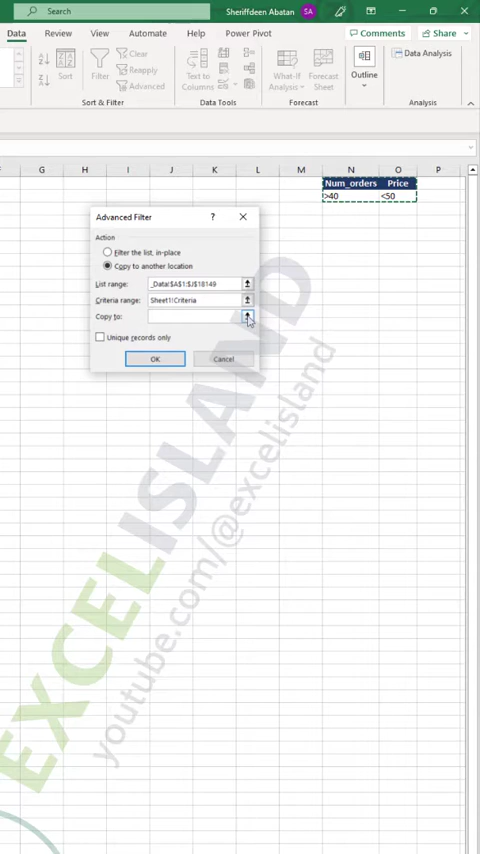 Search
Sheriffdeen Abatan SA
Data Review View Automate Help Power Pivot Comments Share
Sort
Filter
Clear
Reapply
Advanced
Text to
Columns
What-If
Analysis
Forecast
Sheet
Outline
Data Analysis
Sort & Filter Data Tools Forecast Analysis
G H I J K L M N O P
Num_orders Price
>40 <50
Advanced Filter ?
Action
Filter the list, in-place
Copy to another location
List range: _Data!$A$1:$J$18149
Criteria range: Sheet1!Criteria
Copy to:
Unique records only
OK Cancel
EXCELISLAND
youtube.com/@excelisland